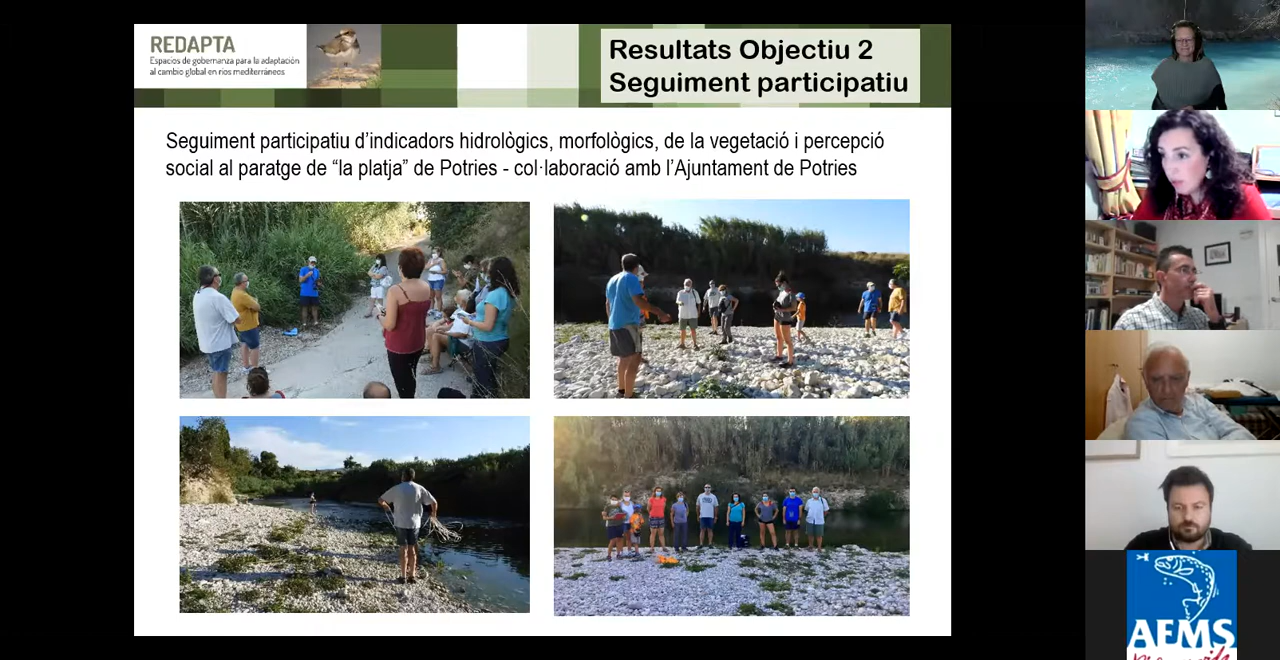 REDAPTA
Espacios de gobernanza para la adaptación
al cambio global en ríos mediterráneos
Resultats Objectiu 2
Seguiment participatiu
Seguiment participatiu d’indicadors hidrològics, morfològics, de la vegetació i percepció
social al paratge de “la platja” de Potries - col·laboració amb l’Ajuntament de Potries
AEMS